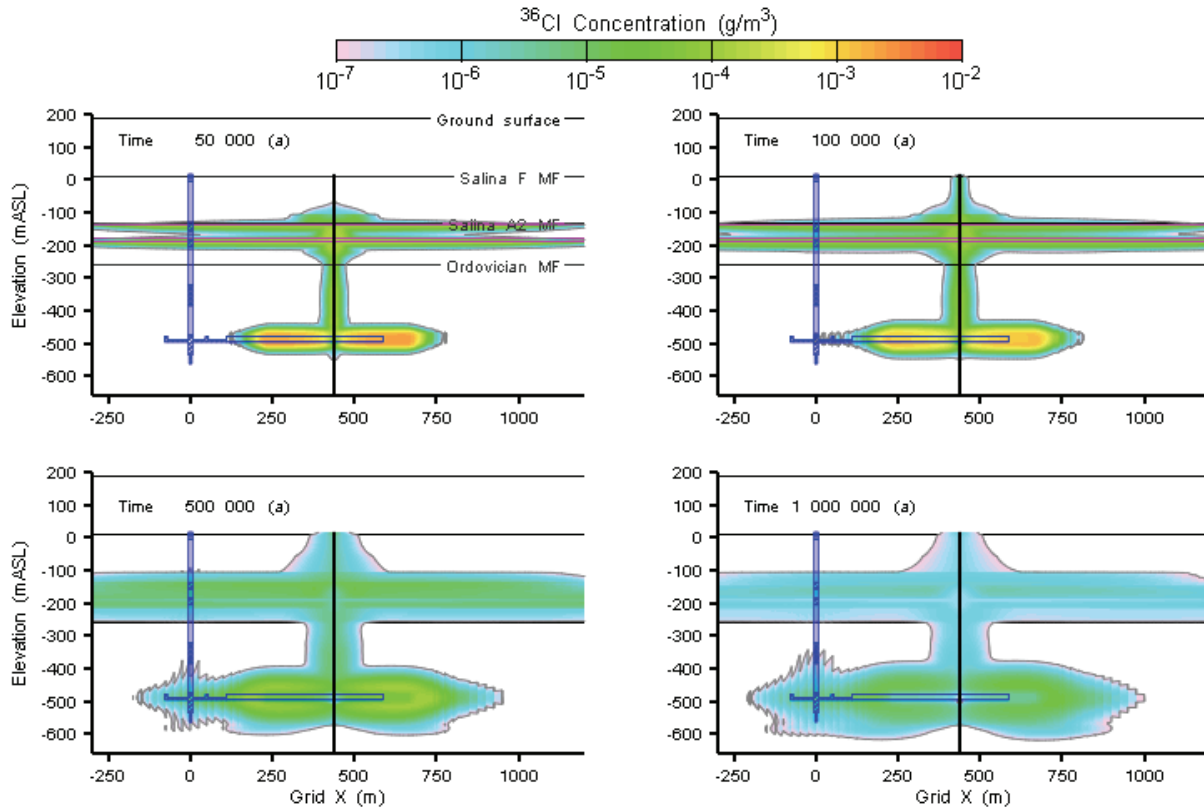 ³⁶Cl Concentration (g/m³)
10⁻⁷ 10⁻⁶ 10⁻⁵ 10⁻⁴ 10⁻³ 10⁻²
200
100
0
-100
-200
-300
-400
-500
-600
Elevation (mASL)
Time 50 000 (a)
Ground surface
Salina F MF
Salina A2 MF
Ordovician MF
-250 0 250 500 750 1000
200
100
0
-100
-200
-300
-400
-500
-600
Time 100 000 (a)
-250 0 250 500 750 1000
200
100
0
-100
-200
-300
-400
-500
-600
Elevation (mASL)
Time 500 000 (a)
-250 0 250 500 750 1000
Grid X (m)
200
100
0
-100
-200
-300
-400
-500
-600
Time 1 000 000 (a)
-250 0 250 500 750 1000
Grid X (m)